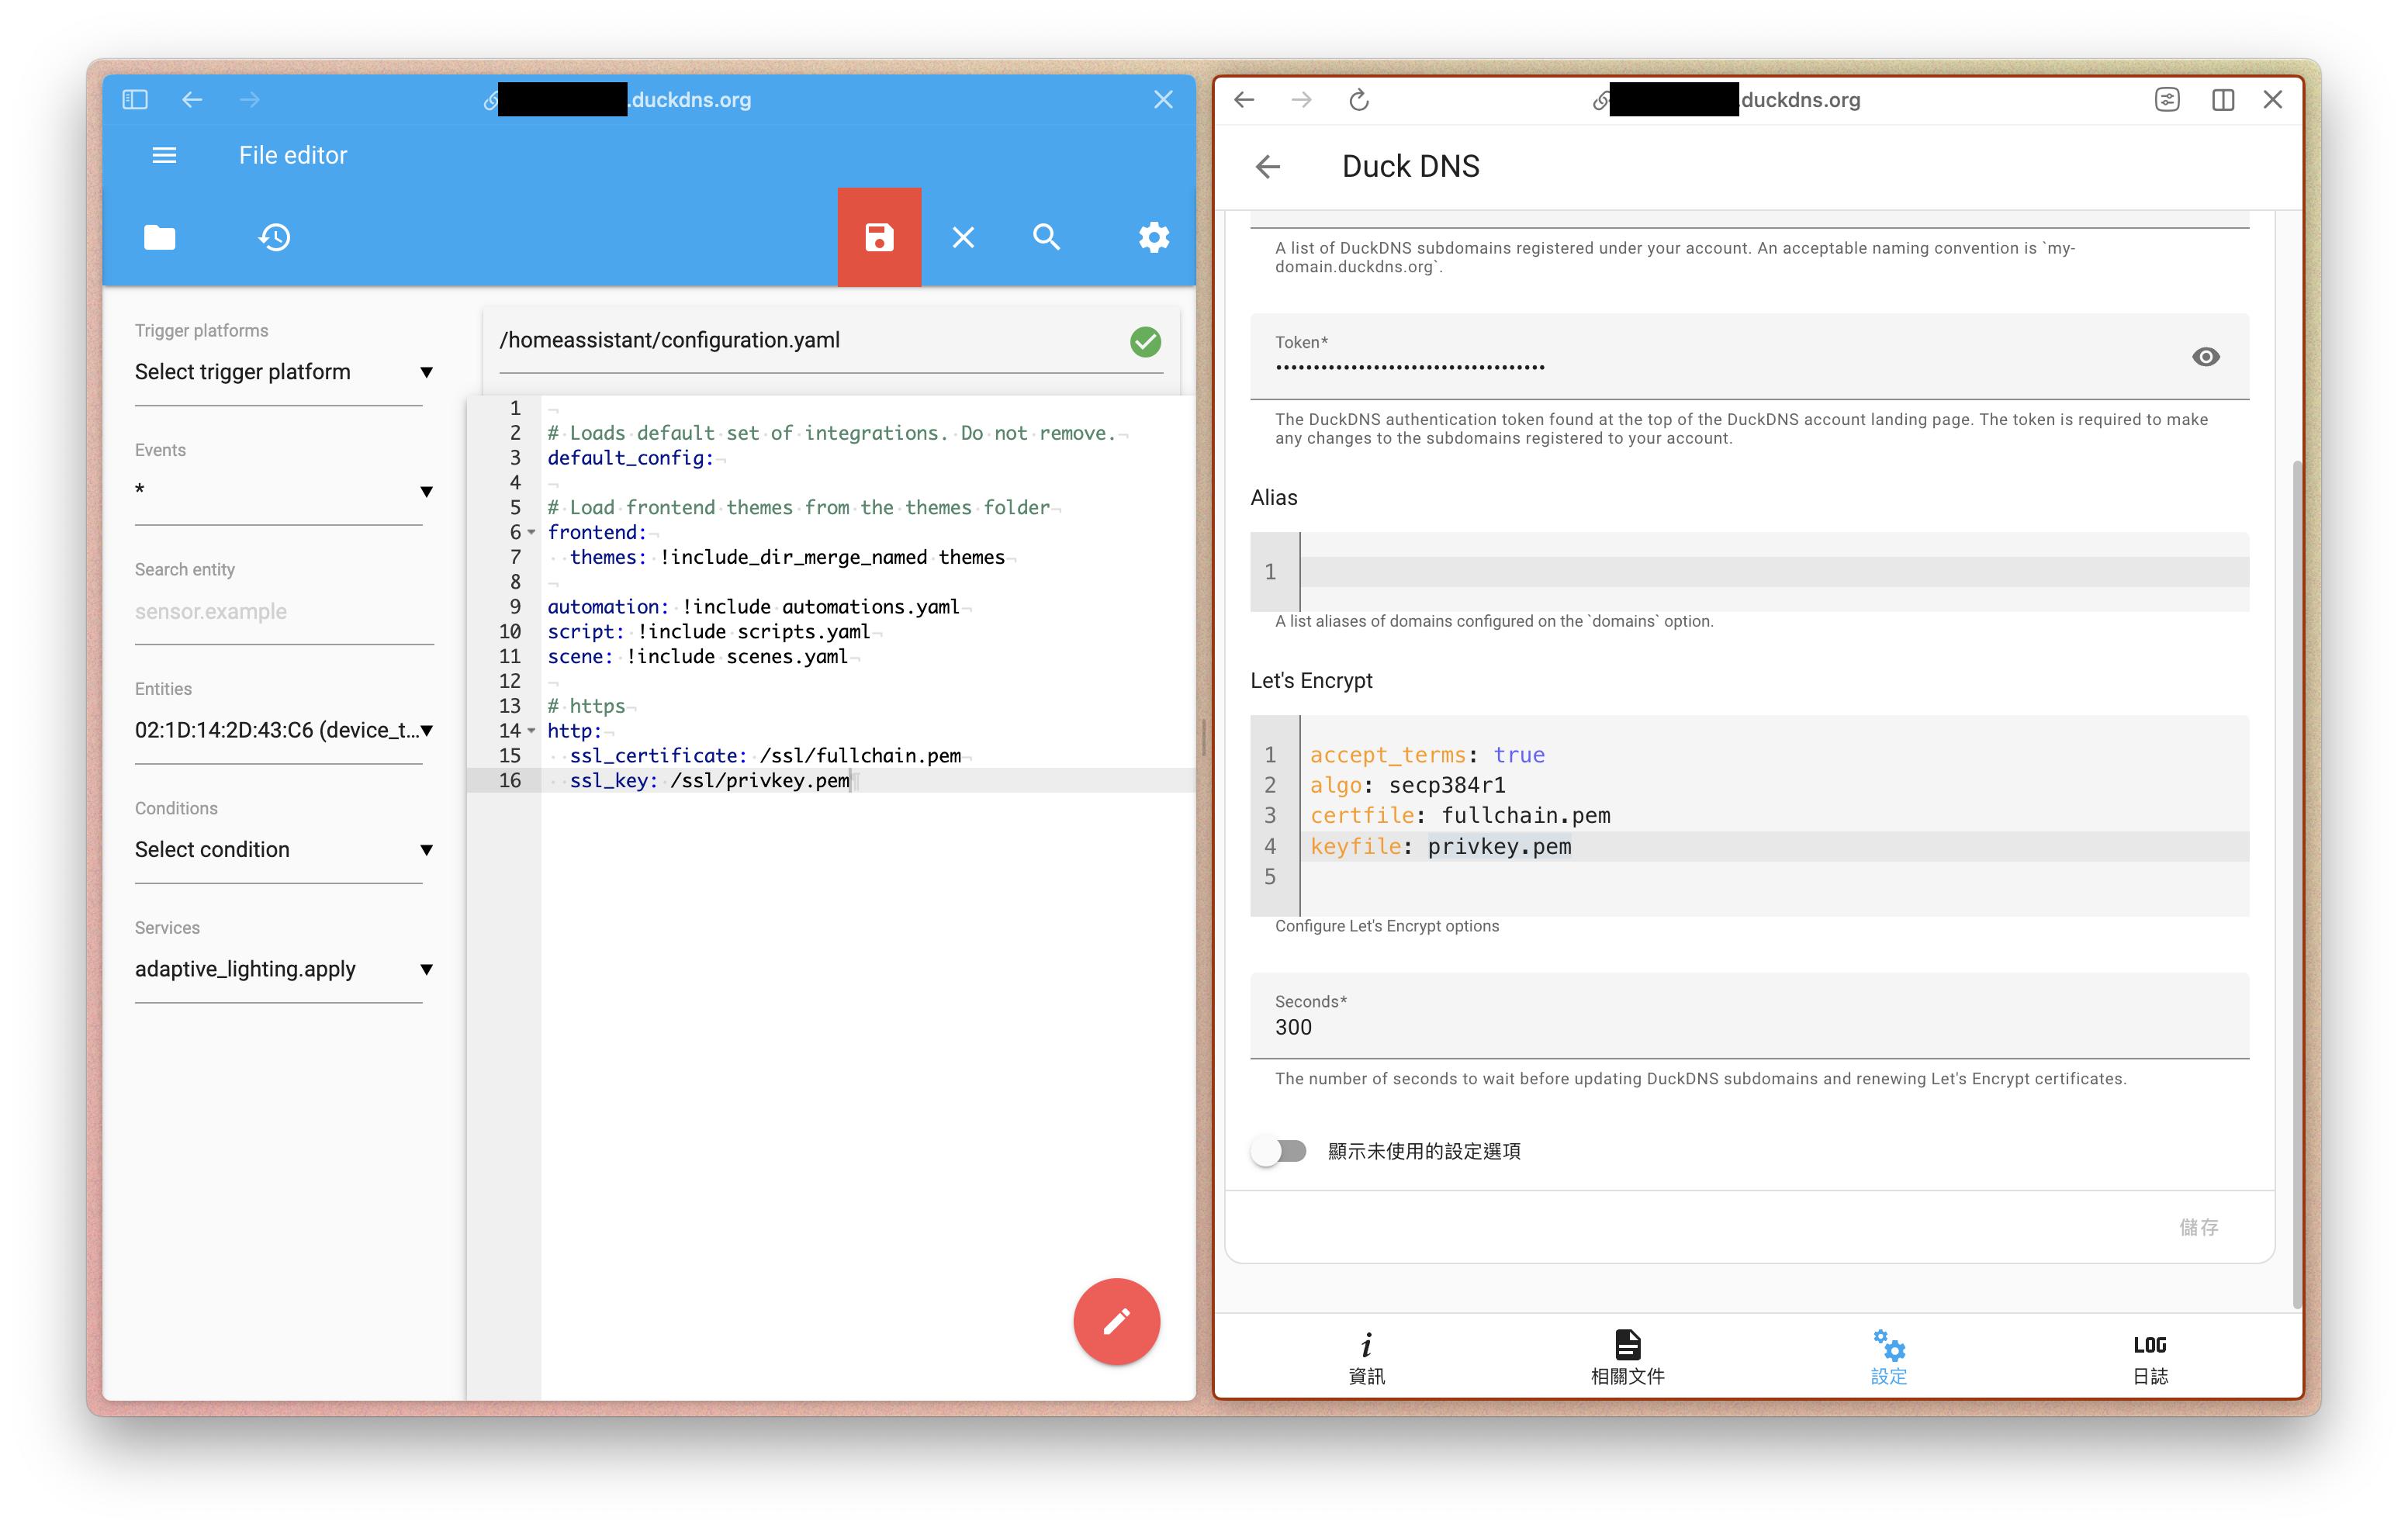 .duckdns.org
File editor
Trigger platforms
Select trigger platform
Events
*
Search entity
sensor.example
Entities
02:1D:14:2D:43:C6 (device_t...
Conditions
Select condition
Services
adaptive_lighting.apply
/homeassistant/configuration.yaml
1
2 # Loads default set of integrations. Do not remove.
3 default_config:
4
5 # Load frontend themes from the themes folder
6 frontend:
7   themes: !include_dir_merge_named themes
8
9 automation: !include automations.yaml
10 script: !include scripts.yaml
11 scene: !include scenes.yaml
12
13 # https
14 http:
15   ssl_certificate: /ssl/fullchain.pem
16   ssl_key: /ssl/privkey.pem
duckdns.org
Duck DNS
A list of DuckDNS subdomains registered under your account. An acceptable naming convention is `my-
domain.duckdns.org`.
Token*
••••••••••••••••••••••••••••••••••••
The DuckDNS authentication token found at the top of the DuckDNS account landing page. The token is required to make
any changes to the subdomains registered to your account.
Alias
1
A list aliases of domains configured on the `domains` option.
Let's Encrypt
1 accept_terms: true
2 algo: secp384r1
3 certfile: fullchain.pem
4 keyfile: privkey.pem
5
Configure Let's Encrypt options
Seconds*
300
The number of seconds to wait before updating DuckDNS subdomains and renewing Let's Encrypt certificates.
顯示未使用的設定選項
儲存
i
LOG
資訊
相關文件
設定
日誌